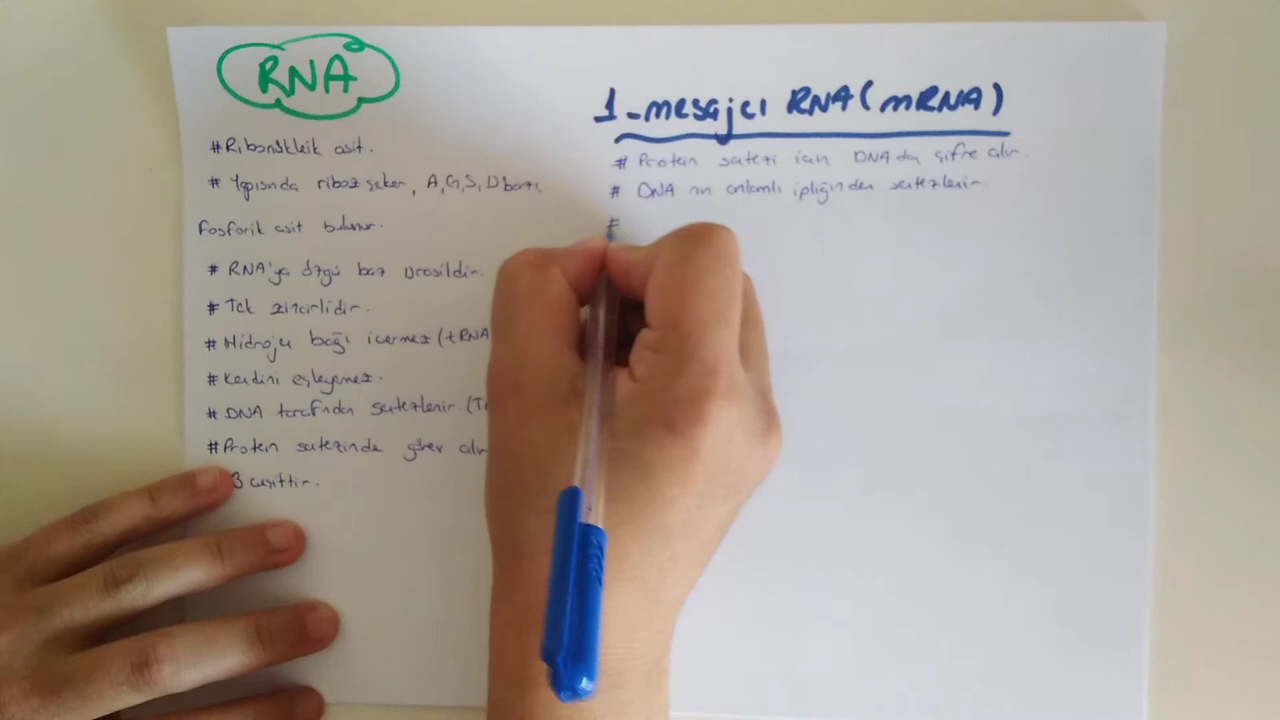 RNA
#Ribonükleik asit.
# Yapısında riboz şeker, A,G,S,U bazı,
fosforik asit bulunur.
# RNA'ya özgü baz Urasildir.
# Tek zincirlidir.
# Hidrojen bağı içermez (tRNA
# Kendini eşleyemez.
# DNA tarafından sentezlenir. (Tr
#Protein sentezinde görev alır
3 çeşittir.
1-mesajcı RNA (mRNA)
# Protein sentezi için DNA'da şifre alır.
# DNA nın anlamlı ipliğinden sentezlenir.
#